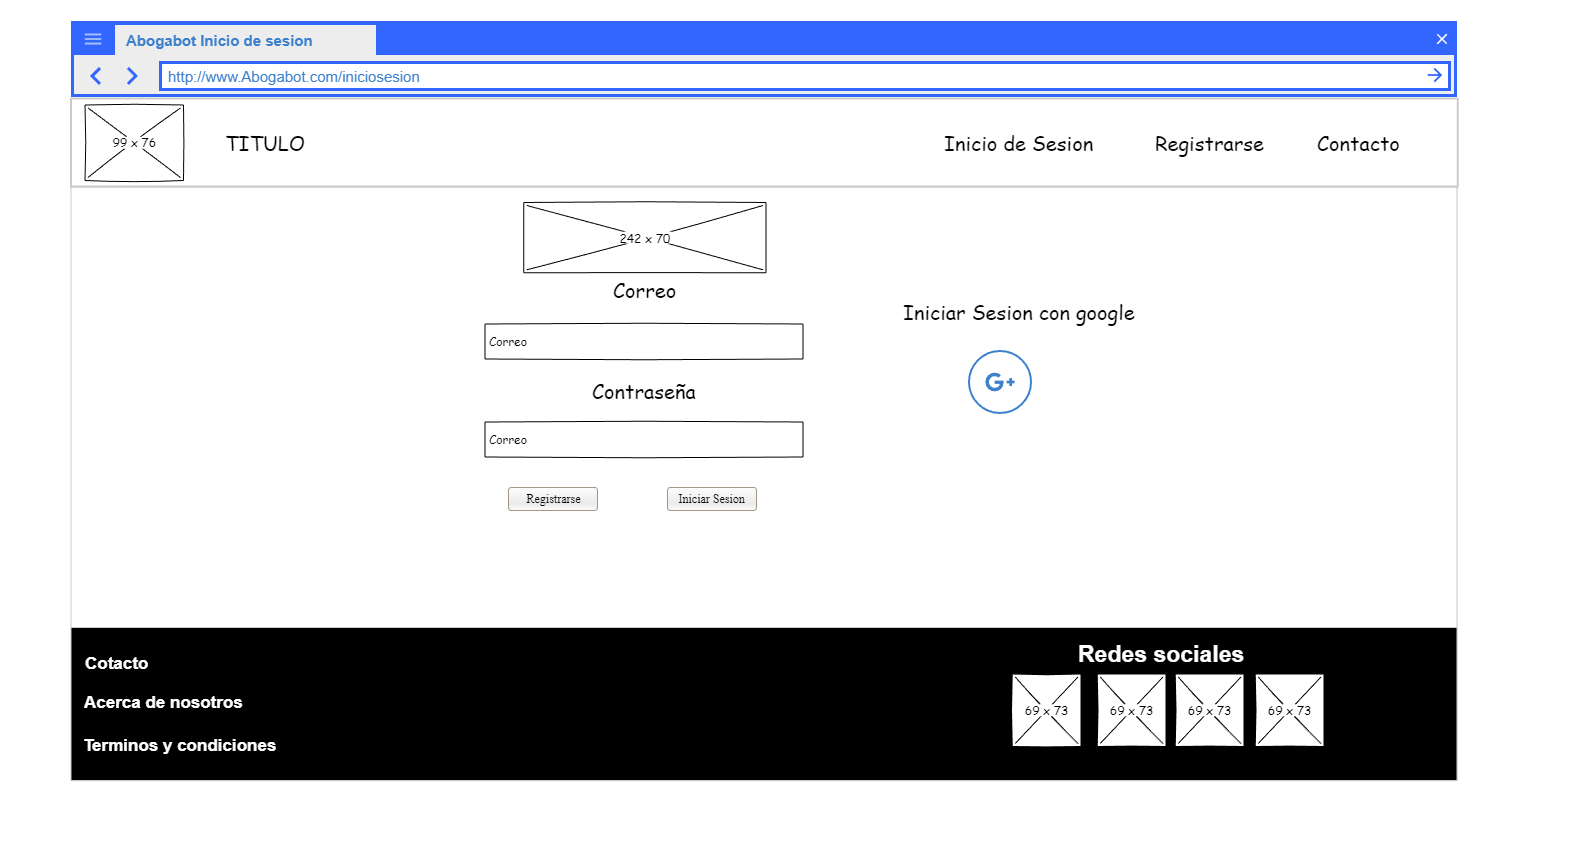 Abogabot Inicio de sesion
http://www.Abogabot.com/iniciosesion
99 x 76
TITULO
Inicio de Sesion
Registrarse
Contacto
242 x 70
Correo
Iniciar Sesion con google
Correo
G+
Contraseña
Correo
Registrarse
Iniciar Sesion
Cotacto
Acerca de nosotros
Terminos y condiciones
Redes sociales
69 x 73
69 x 73
69 x 73
69 x 73